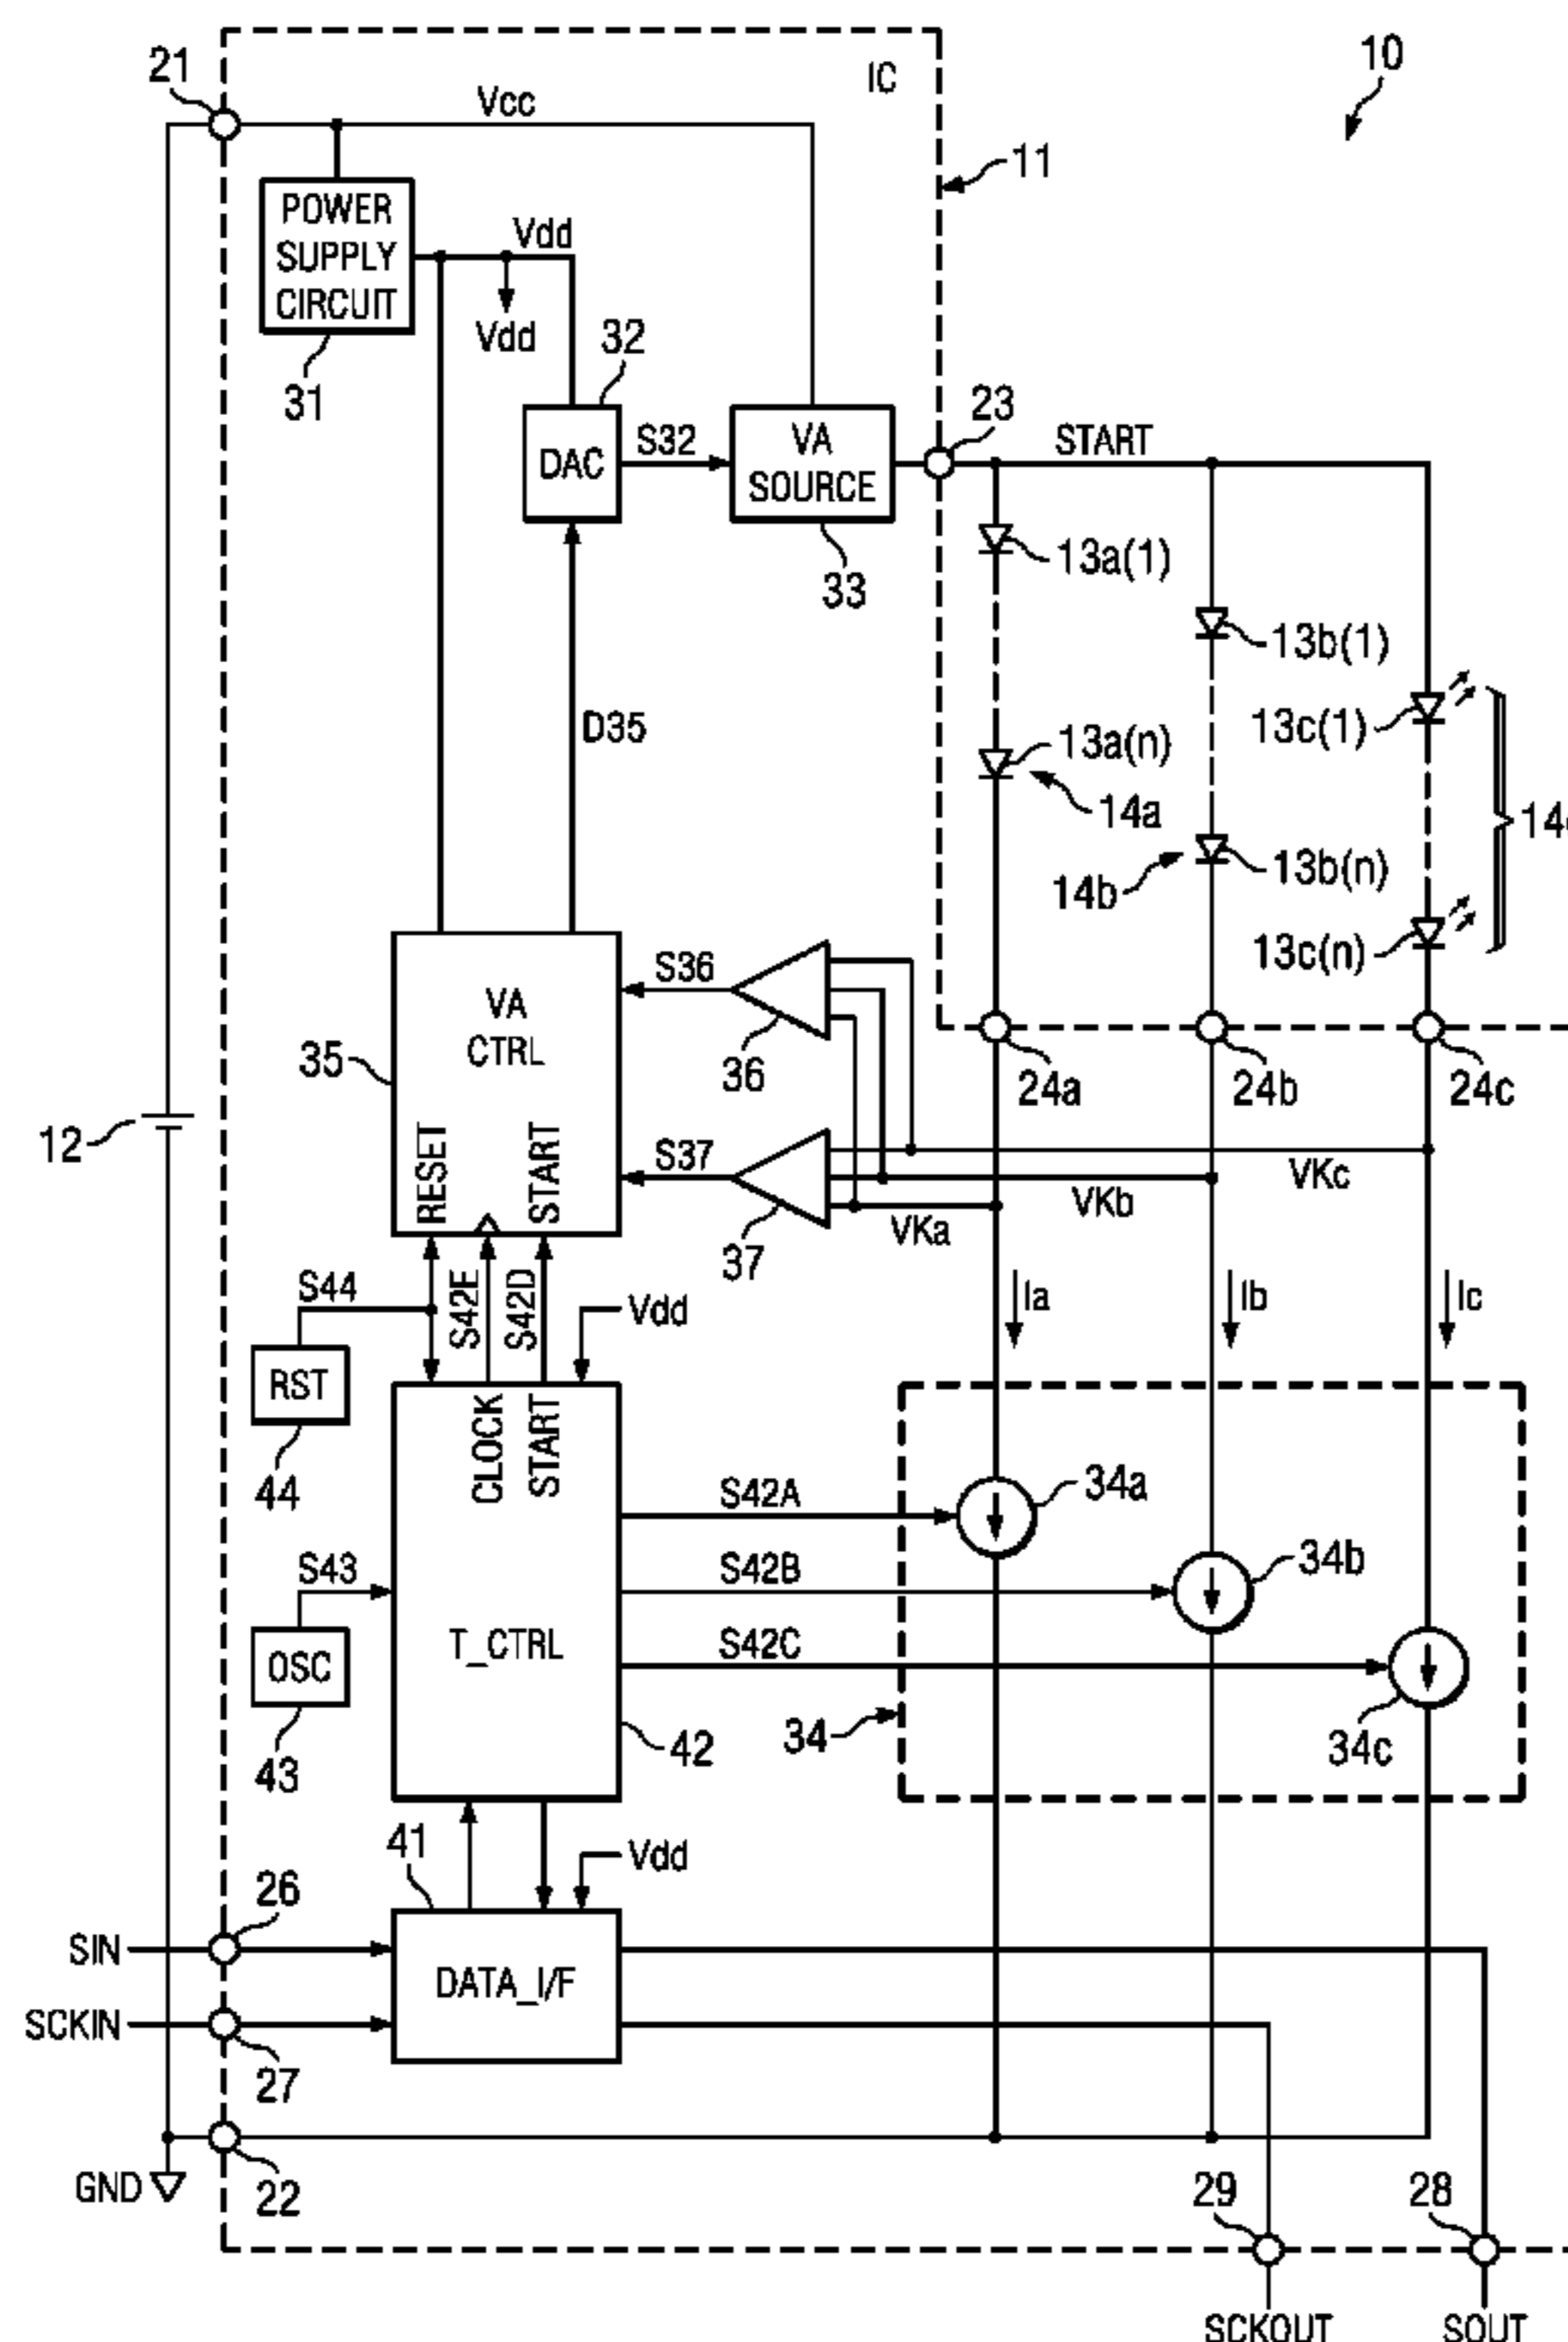 10
21
IC
Vcc
11
POWER
SUPPLY
CIRCUIT
Vdd
Vdd
31
32
23
DAC
S32
VA
SOURCE
START
33
13a(1)
13b(1)
13c(1)
D35
13a(n)
14a
14b
13b(n)
13c(n)
VA
CTRL
S36
36
35
24a
24b
24c
12
RESET
START
S37
37
VKa
VKb
VKc
S44
S42E
S42D
Vdd
Ia
Ib
Ic
RST
44
CLOCK
START
S42A
34a
S43
S42B
34b
OSC
T_CTRL
S42C
43
42
34
34c
41
Vdd
26
SIN
DATA_I/F
SCKIN
27
GND
22
29
28
SCKOUT
SOUT